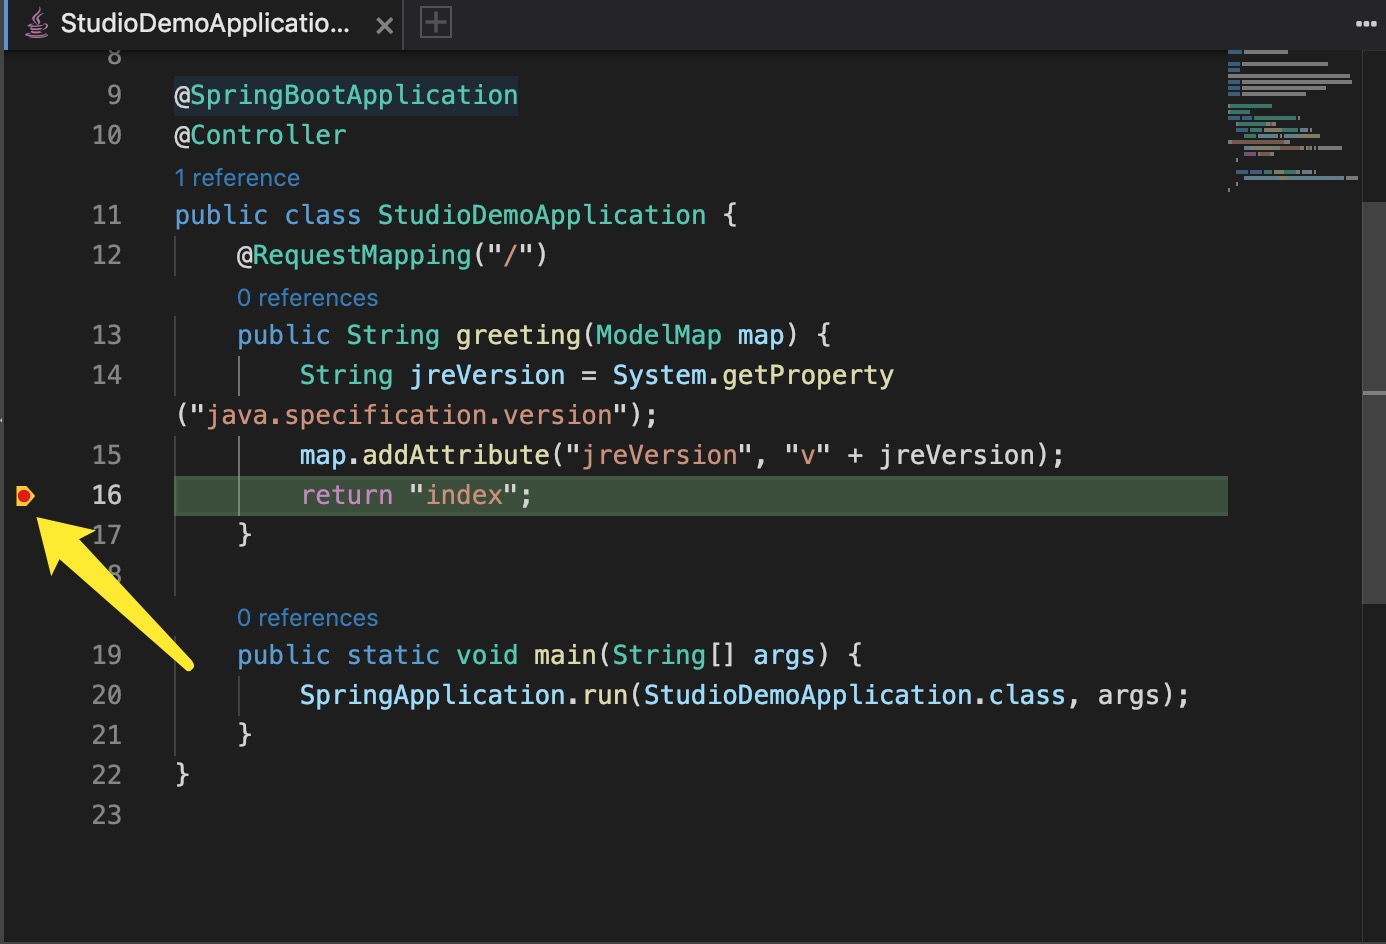 StudioDemoApplicatio...
8
9 @SpringBootApplication
10 @Controller
1 reference
11 public class StudioDemoApplication {
12 @RequestMapping("/")
0 references
13 public String greeting(ModelMap map) {
14 String jreVersion = System.getProperty
("java.specification.version");
15 map.addAttribute("jreVersion", "v" + jreVersion);
16 return "index";
17 }
8
0 references
19 public static void main(String[] args) {
20 SpringApplication.run(StudioDemoApplication.class, args);
21 }
22 }
23